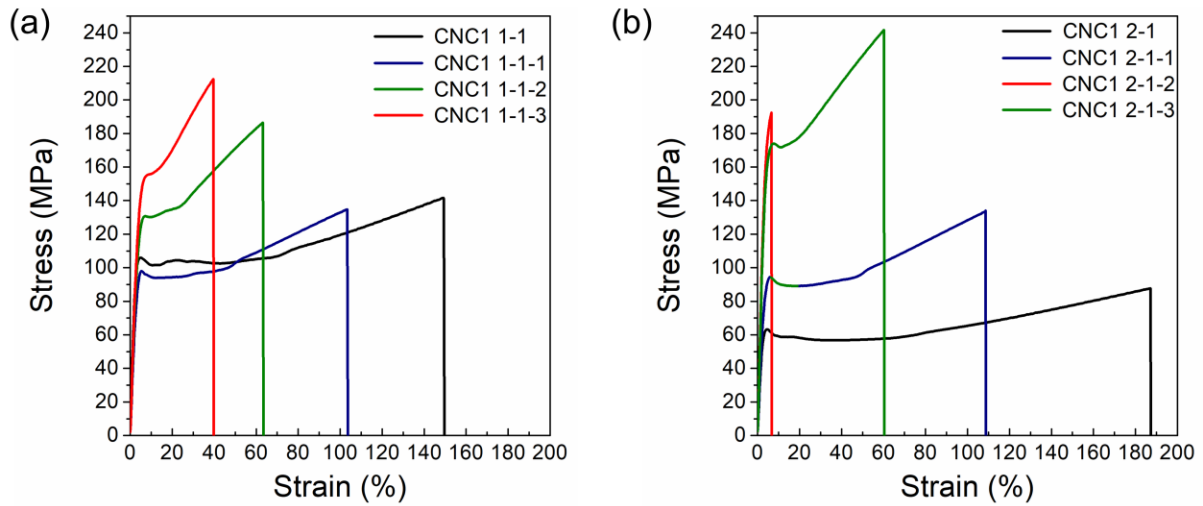 (a)
CNC1 1-1
CNC1 1-1-1
CNC1 1-1-2
CNC1 1-1-3
Stress (MPa)
240
220
200
180
160
140
120
100
80
60
40
20
0
0 20 40 60 80 100 120 140 160 180 200
Strain (%)
(b)
CNC1 2-1
CNC1 2-1-1
CNC1 2-1-2
CNC1 2-1-3
Stress (MPa)
240
220
200
180
160
140
120
100
80
60
40
20
0
0 20 40 60 80 100 120 140 160 180 200
Strain (%)